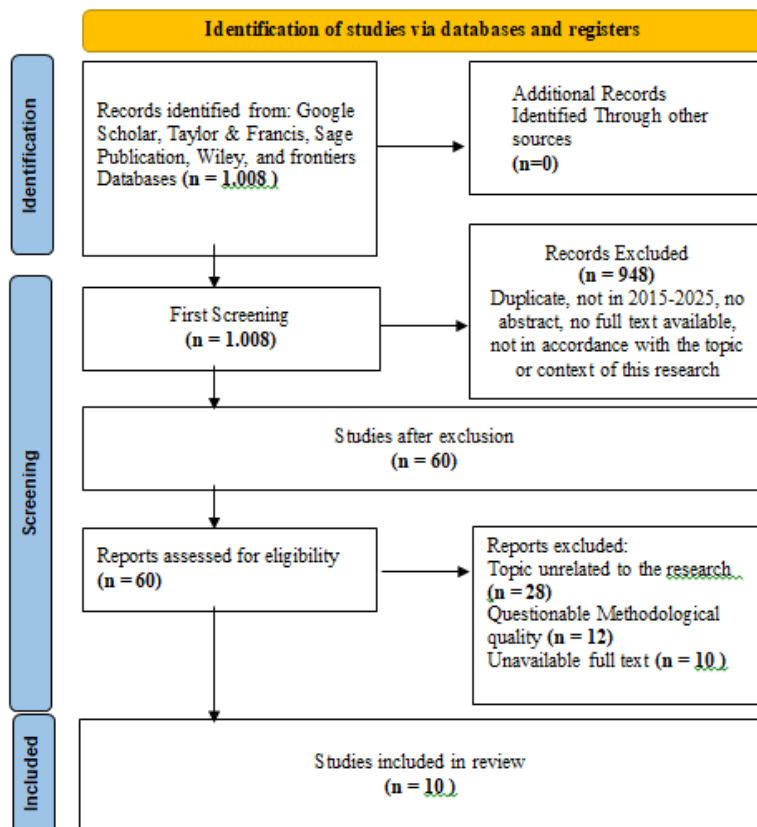 Identification of studies via databases and registers
Identification
Records identified from: Google
Scholar, Taylor & Francis, Sage
Publication, Wiley, and frontiers
Databases (n = 1.008 )
Additional Records
Identified Through other
sources
(n=0)
Screening
First Screening
(n = 1.008)
Records Excluded
(n = 948)
Duplicate, not in 2015-2025, no
abstract, no full text available,
not in accordance with the topic
or context of this research
Studies after exclusion
(n = 60)
Reports assessed for eligibility
(n = 60)
Reports excluded:
Topic unrelated to the research
(n = 28)
Questionable Methodological
quality (n = 12)
Unavailable full text (n = 10 )
Included
Studies included in review
(n = 10 )